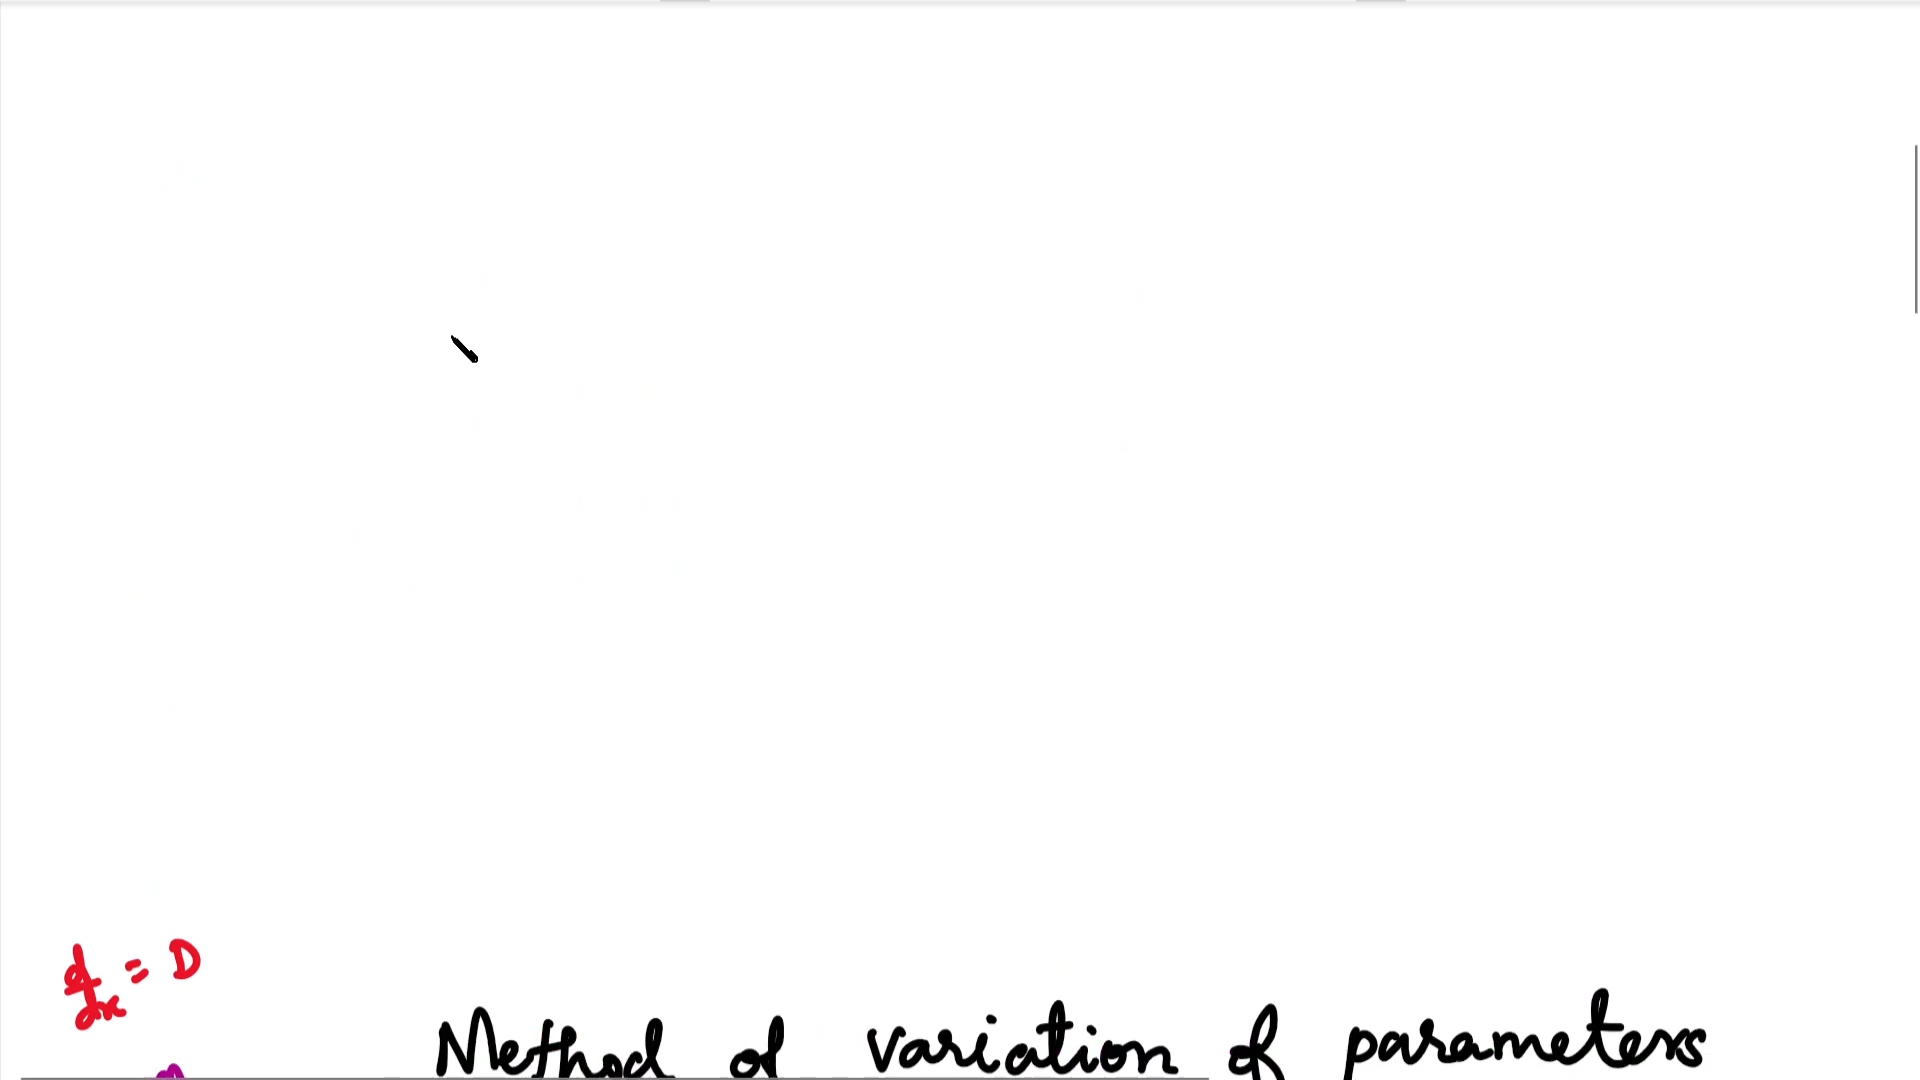 d/dx = D
Method of variation of parameters